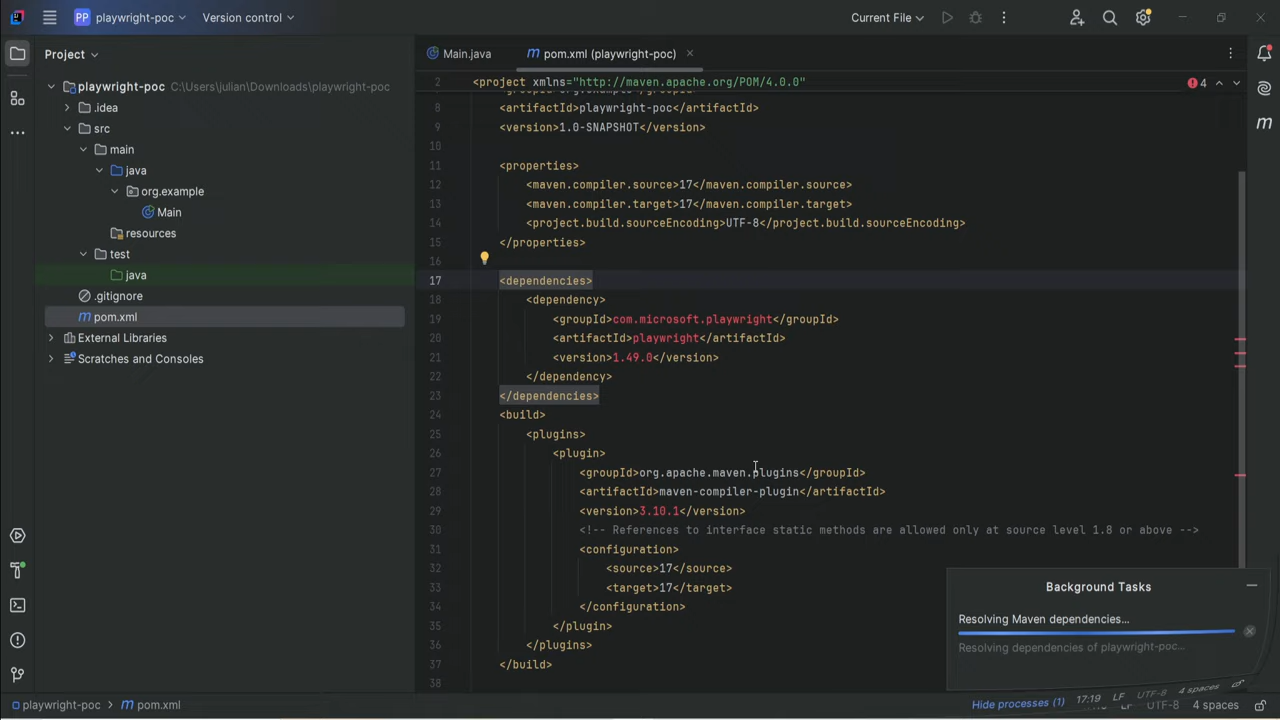 PP playwright-poc Version control Current File
Project
Main.java pom.xml (playwright-poc)
playwright-poc C:\Users\julian\Downloads\playwright-poc
.idea
src
main
java
org.example
Main
resources
test
java
.gitignore
m pom.xml
External Libraries
Scratches and Consoles
2 <project xmlns="http://maven.apache.org/POM/4.0.0" 4
8 <artifactId>playwright-poc</artifactId>
9 <version>1.0-SNAPSHOT</version>
10
11 <properties>
12 <maven.compiler.source>17</maven.compiler.source>
13 <maven.compiler.target>17</maven.compiler.target>
14 <project.build.sourceEncoding>UTF-8</project.build.sourceEncoding>
15 </properties>
16
17 <dependencies>
18 <dependency>
19 <groupId>com.microsoft.playwright</groupId>
20 <artifactId>playwright</artifactId>
21 <version>1.49.0</version>
22 </dependency>
23 </dependencies>
24 <build>
25 <plugins>
26 <plugin>
27 <groupId>org.apache.maven.plugins</groupId>
28 <artifactId>maven-compiler-plugin</artifactId>
29 <version>3.10.1</version>
30 <!-- References to interface static methods are allowed only at source level 1.8 or above -->
31 <configuration>
32 <source>17</source>
33 <target>17</target>
34 </configuration>
35 </plugin>
36 </plugins>
37 </build>
38
Background Tasks
Resolving Maven dependencies...
Resolving dependencies of playwright-poc...
Hide processes (1) 17:19 LF UTF-8 4 spaces
playwright-poc > m pom.xml LF UTF-8 4 spaces